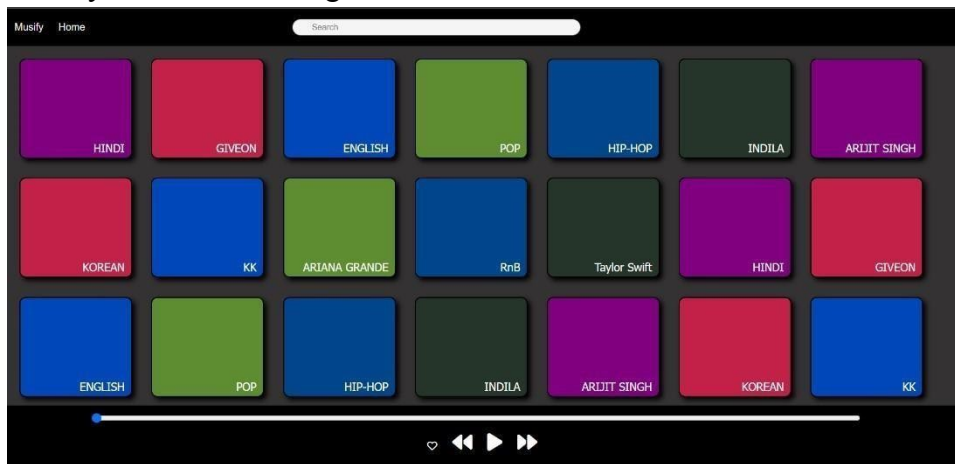 Musify Home Search
HINDI GIVEON ENGLISH POP HIP-HOP INDILA ARIJIT SINGH
KOREAN KK ARIANA GRANDE RnB Taylor Swift HINDI GIVEON
ENGLISH POP HIP-HOP INDILA ARIJIT SINGH KOREAN KK